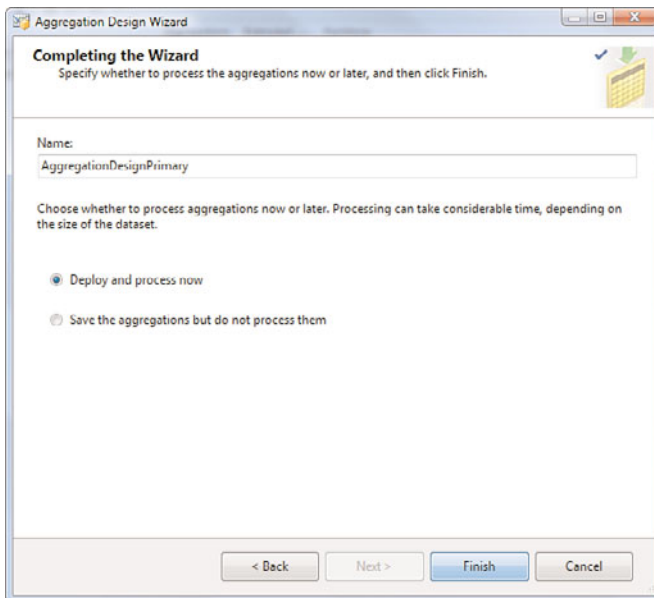 Aggregation Design Wizard
Completing the Wizard
Specify whether to process the aggregations now or later, and then click Finish.
Name:
AggregationDesignPrimary
Choose whether to process aggregations now or later. Processing can take considerable time, depending on
the size of the dataset.
Deploy and process now
Save the aggregations but do not process them
< Back
Next >
Finish
Cancel